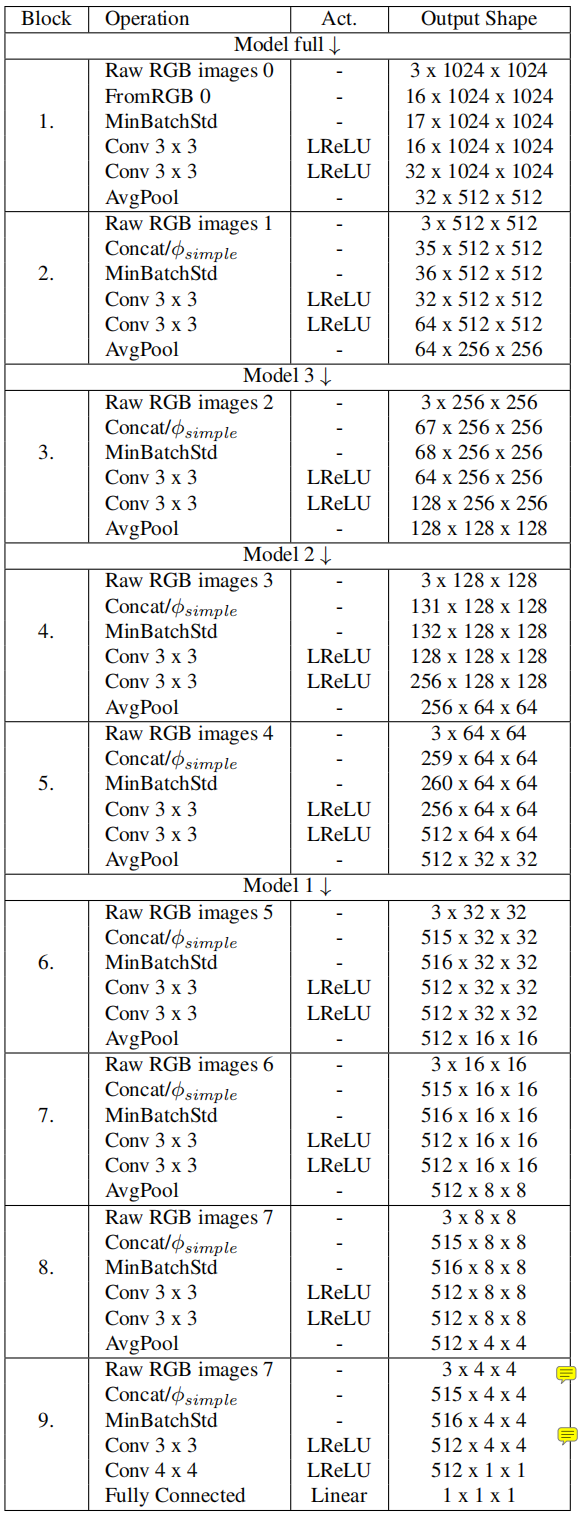 Block Operation Act. Output Shape
Model full ↓
Raw RGB images 0 - 3 x 1024 x 1024
FromRGB 0 - 16 x 1024 x 1024
1. MinBatchStd - 17 x 1024 x 1024
Conv 3 x 3 LReLU 16 x 1024 x 1024
Conv 3 x 3 LReLU 32 x 1024 x 1024
AvgPool - 32 x 512 x 512
Raw RGB images 1 - 3 x 512 x 512
Concat/ϕsimple - 35 x 512 x 512
2. MinBatchStd - 36 x 512 x 512
Conv 3 x 3 LReLU 32 x 512 x 512
Conv 3 x 3 LReLU 64 x 512 x 512
AvgPool - 64 x 256 x 256
Model 3 ↓
Raw RGB images 2 - 3 x 256 x 256
Concat/ϕsimple - 67 x 256 x 256
3. MinBatchStd - 68 x 256 x 256
Conv 3 x 3 LReLU 64 x 256 x 256
Conv 3 x 3 LReLU 128 x 256 x 256
AvgPool - 128 x 128 x 128
Model 2 ↓
Raw RGB images 3 - 3 x 128 x 128
Concat/ϕsimple - 131 x 128 x 128
4. MinBatchStd - 132 x 128 x 128
Conv 3 x 3 LReLU 128 x 128 x 128
Conv 3 x 3 LReLU 256 x 128 x 128
AvgPool - 256 x 64 x 64
Raw RGB images 4 - 3 x 64 x 64
Concat/ϕsimple - 259 x 64 x 64
5. MinBatchStd - 260 x 64 x 64
Conv 3 x 3 LReLU 256 x 64 x 64
Conv 3 x 3 LReLU 512 x 64 x 64
AvgPool - 512 x 32 x 32
Model 1 ↓
Raw RGB images 5 - 3 x 32 x 32
Concat/ϕsimple - 515 x 32 x 32
6. MinBatchStd - 516 x 32 x 32
Conv 3 x 3 LReLU 512 x 32 x 32
Conv 3 x 3 LReLU 512 x 32 x 32
AvgPool - 512 x 16 x 16
Raw RGB images 6 - 3 x 16 x 16
Concat/ϕsimple - 515 x 16 x 16
7. MinBatchStd - 516 x 16 x 16
Conv 3 x 3 LReLU 512 x 16 x 16
Conv 3 x 3 LReLU 512 x 16 x 16
AvgPool - 512 x 8 x 8
Raw RGB images 7 - 3 x 8 x 8
Concat/ϕsimple - 515 x 8 x 8
8. MinBatchStd - 516 x 8 x 8
Conv 3 x 3 LReLU 512 x 8 x 8
Conv 3 x 3 LReLU 512 x 8 x 8
AvgPool - 512 x 4 x 4
Raw RGB images 7 - 3 x 4 x 4
Concat/ϕsimple - 515 x 4 x 4
9. MinBatchStd - 516 x 4 x 4
Conv 3 x 3 LReLU 512 x 4 x 4
Conv 4 x 4 LReLU 512 x 1 x 1
Fully Connected Linear 1 x 1 x 1